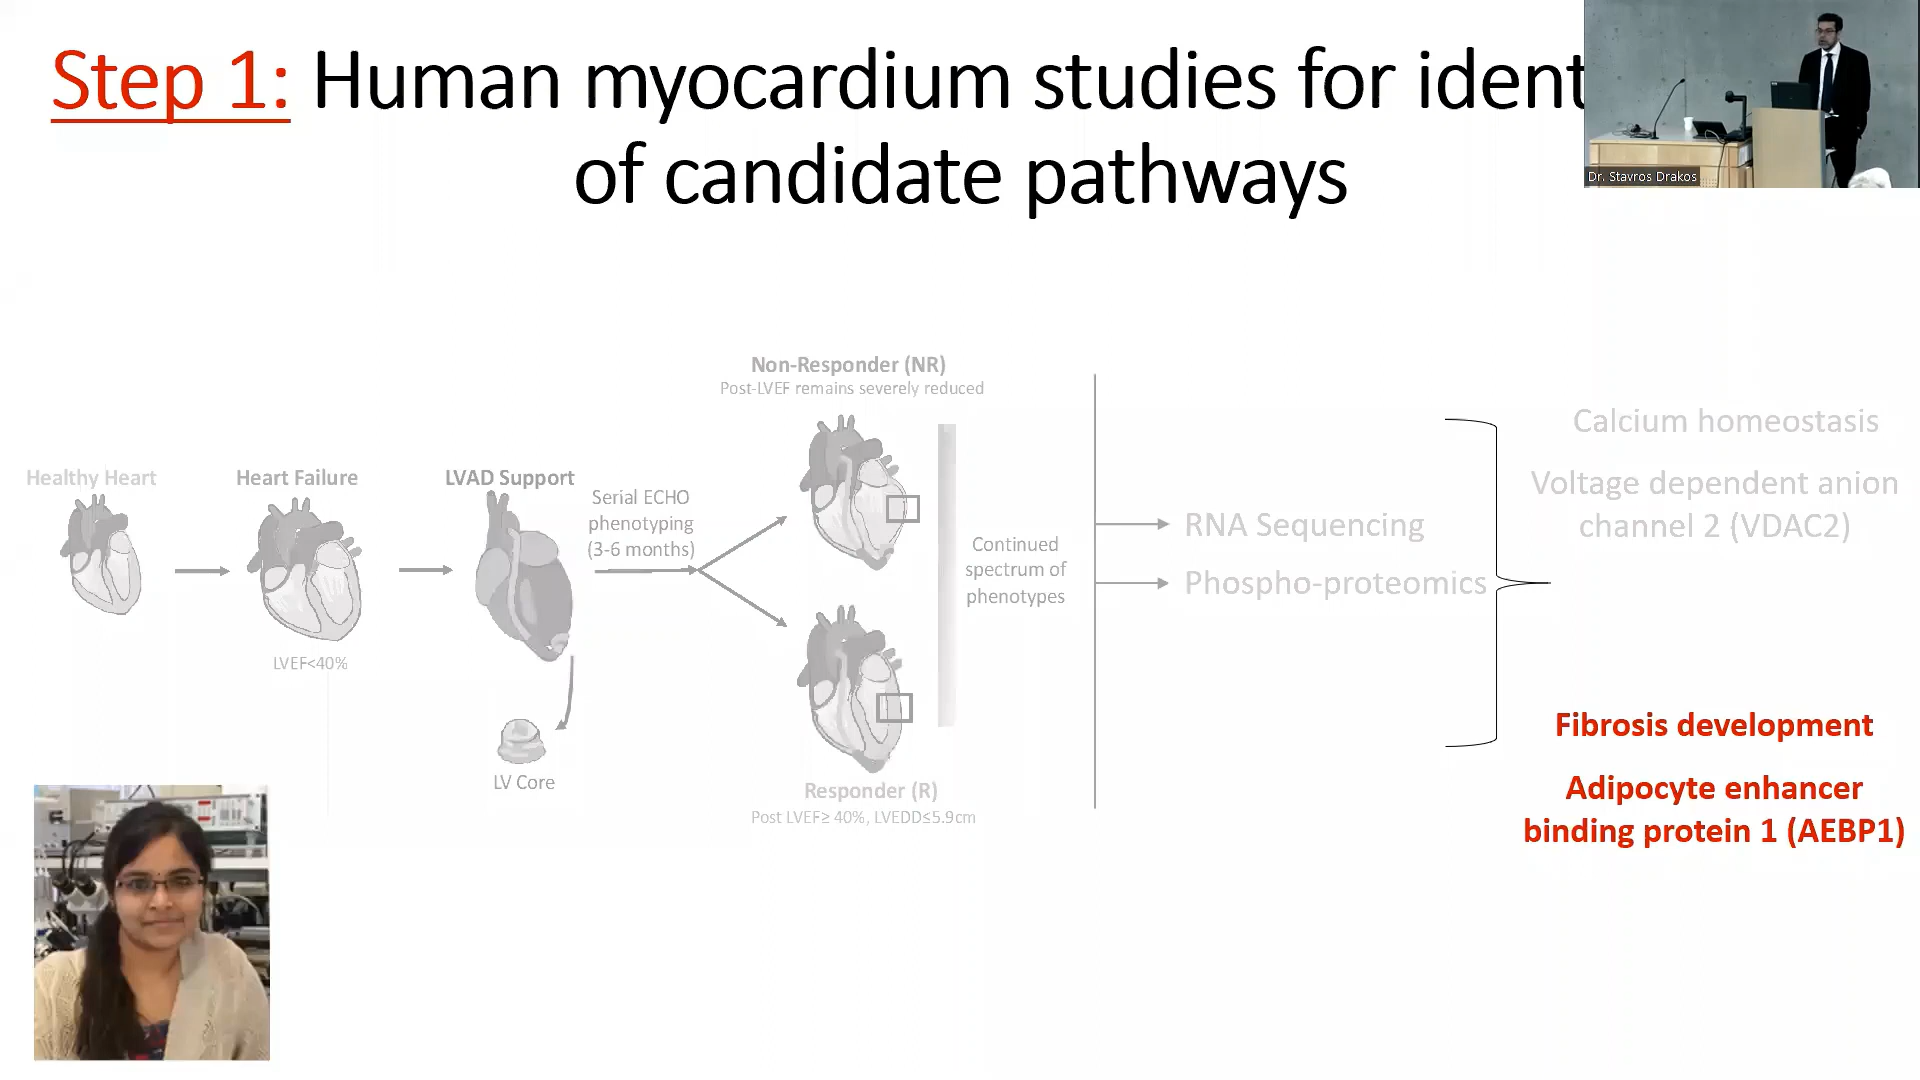 Step 1: Human myocardium studies for ident
of candidate pathways
Dr. Stavros Drakos
Healthy Heart
Heart Failure
LVEF<40%
LVAD Support
LV Core
Serial ECHO
phenotyping
(3-6 months)
Non-Responder (NR)
Post-LVEF remains severely reduced
Responder (R)
Post LVEF≥ 40%, LVEDD≤5.9cm
Continued
spectrum of
phenotypes
RNA Sequencing
Phospho-proteomics
Calcium homeostasis
Voltage dependent anion
channel 2 (VDAC2)
Fibrosis development
Adipocyte enhancer
binding protein 1 (AEBP1)